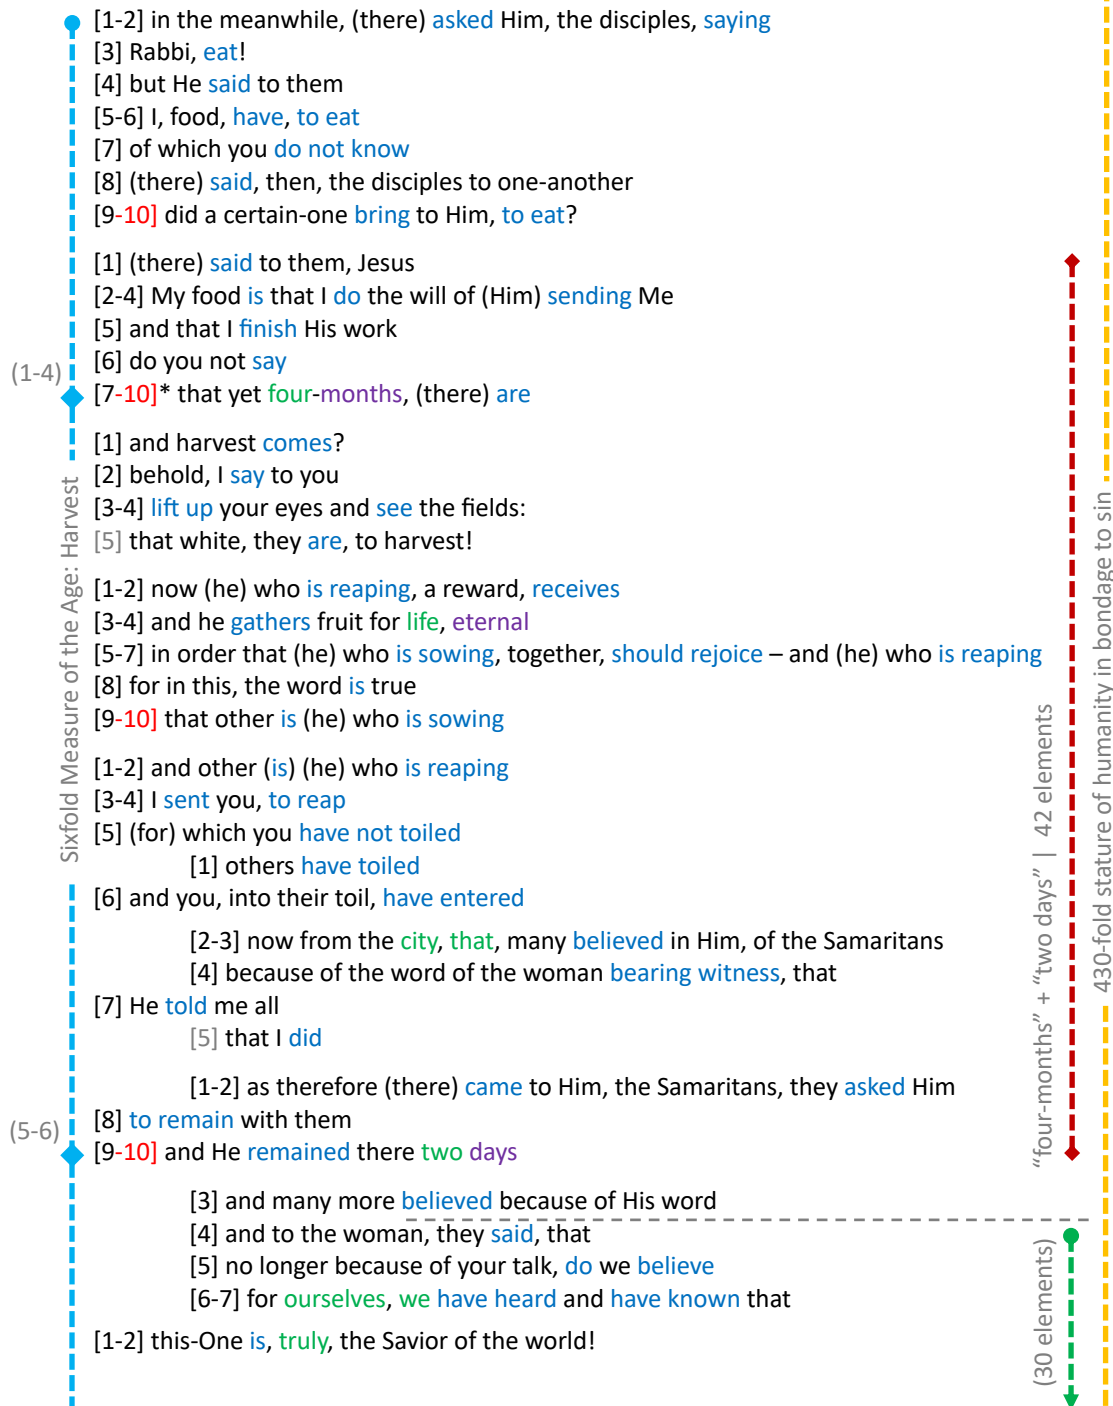 [1-2] in the meanwhile, (there) asked Him, the disciples, saying
[3] Rabbi, eat!
[4] but He said to them
[5-6] I, food, have, to eat
[7] of which you do not know
[8] (there) said, then, the disciples to one-another
[9-10] did a certain-one bring to Him, to eat?
[1] (there) said to them, Jesus
[2-4] My food is that I do the will of (Him) sending Me
[5] and that I finish His work
[6] do you not say
(1-4)
[7-10]* that yet four-months, (there) are
[1] and harvest comes?
[2] behold, I say to you
[3-4] lift up your eyes and see the fields:
[5] that white, they are, to harvest!
[1-2] now (he) who is reaping, a reward, receives
[3-4] and he gathers fruit for life, eternal
[5-7] in order that (he) who is sowing, together, should rejoice – and (he) who is reaping
[8] for in this, the word is true
[9-10] that other is (he) who is sowing
[1-2] and other (is) (he) who is reaping
[3-4] I sent you, to reap
[5] (for) which you have not toiled
[1] others have toiled
[6] and you, into their toil, have entered
[2-3] now from the city, that, many believed in Him, of the Samaritans
[4] because of the word of the woman bearing witness, that
[7] He told me all
[5] that I did
[1-2] as therefore (there) came to Him, the Samaritans, they asked Him
[8] to remain with them
(5-6)
[9-10] and He remained there two days
[3] and many more believed because of His word
[4] and to the woman, they said, that
[5] no longer because of your talk, do we believe
[6-7] for ourselves, we have heard and have known that
[1-2] this-One is, truly, the Savior of the world!
Sixfold Measure of the Age: Harvest
"four-months" + "two days" | 42 elements
(30 elements)
430-fold stature of humanity in bondage to sin